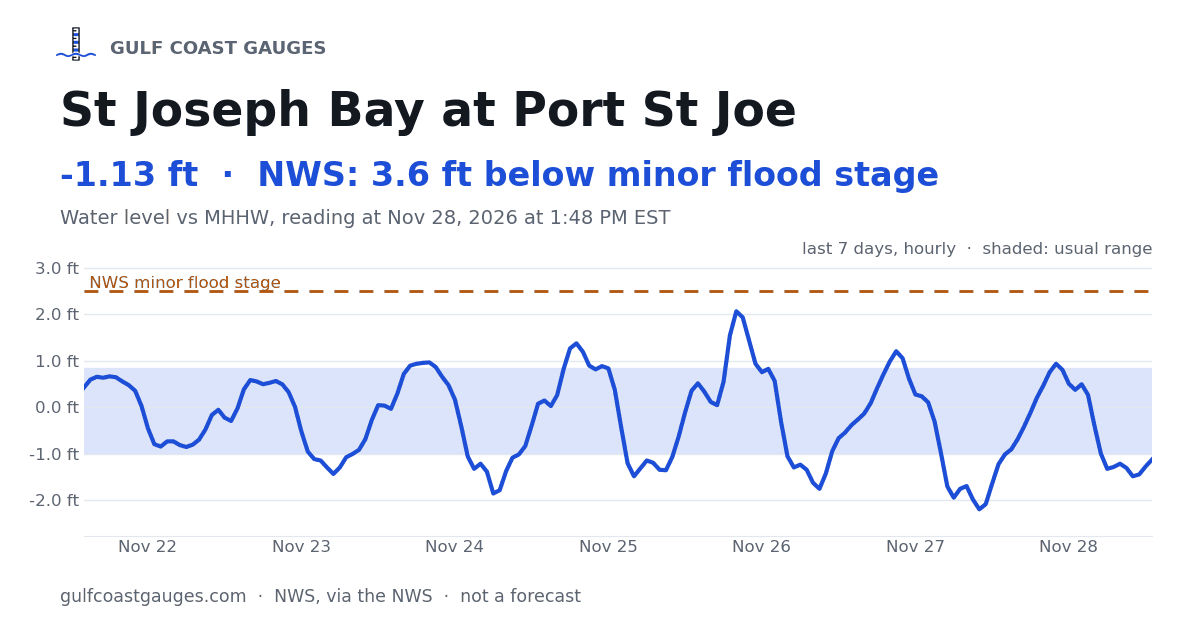 GULF COAST GAUGES
St Joseph Bay at Port St Joe
-1.13 ft · NWS: 3.6 ft below minor flood stage
Water level vs MHHW, reading at Nov 28, 2026 at 1:48 PM EST
last 7 days, hourly · shaded: usual range
3.0 ft
NWS minor flood stage
2.0 ft
1.0 ft
0.0 ft
-1.0 ft
-2.0 ft
Nov 22 Nov 23 Nov 24 Nov 25 Nov 26 Nov 27 Nov 28
gulfcoastgauges.com · NWS, via the NWS · not a forecast